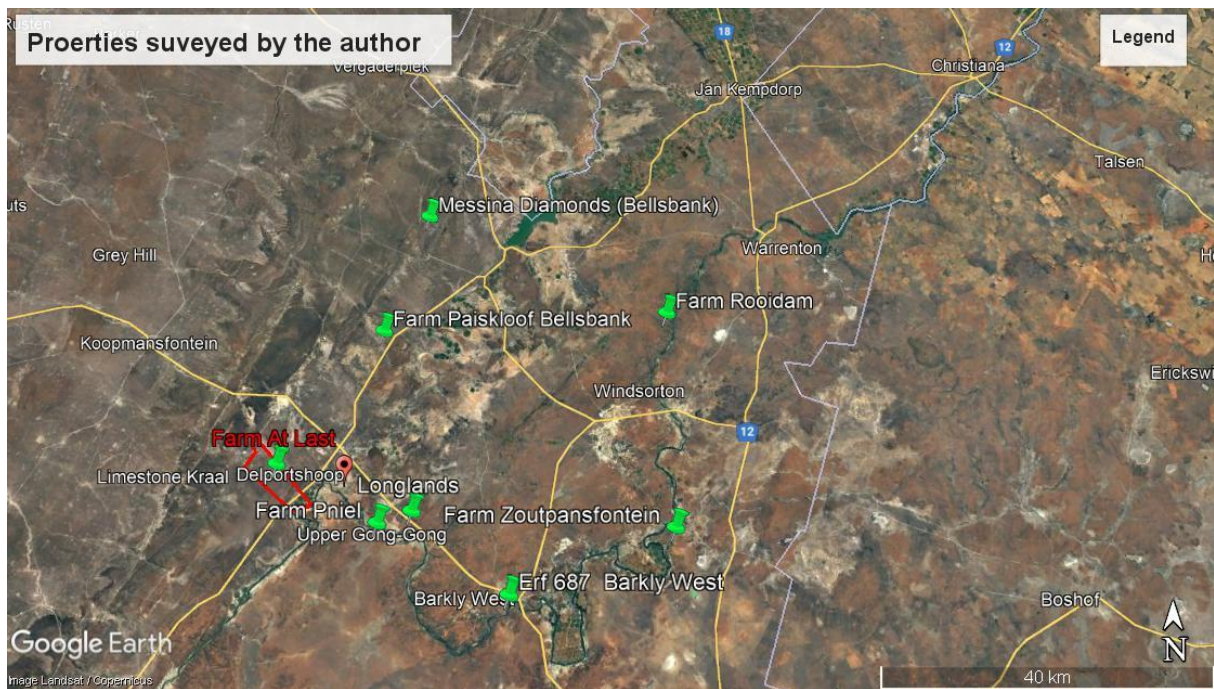 Rusten
Proerties suveyed by the author
Vergaderplek
18
Legend
12
Christiana
Jan Kempdorp
Talsen
uts
Messina Diamonds (Bellsbank)
Grey Hill
Warrenton
Farm Rooidam
Farm Paiskloof Bellsbank
Koopmansfontein
Erickswi
Windsorton
12
Farm At Last
Limestone Kraal
Delportshoop
Longlands
Farm Pniel
Farm Zoutpansfontein
Upper Gong-Gong
Erf 687 Barkly West
Barkly West
Boshof
Google Earth
N
Image Landsat / Copernicus
40 km